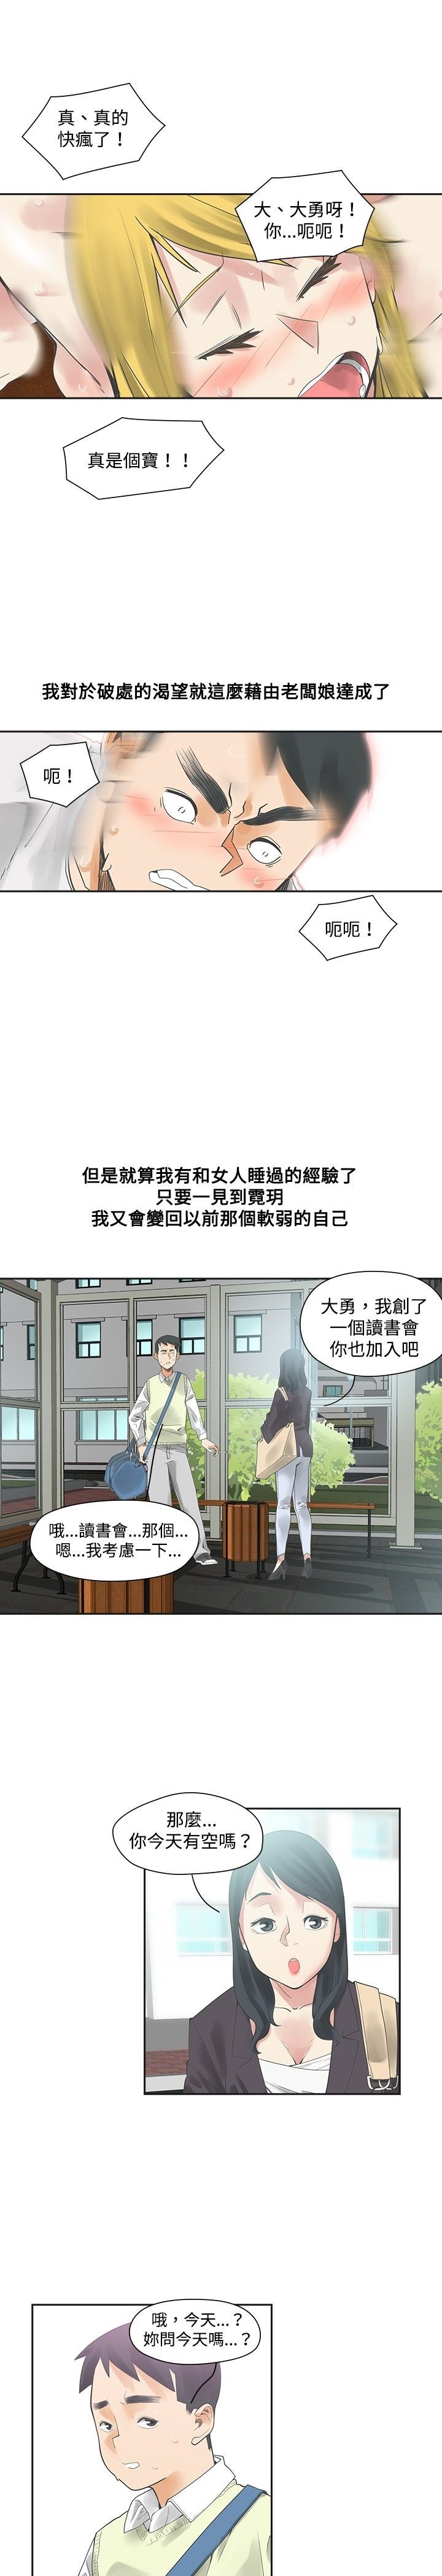 真、真的
快瘋了！
大、大勇呀！
你...呃呃！
真是個寶！！
我對於破處的渴望就這麼藉由老闆娘達成了
呃！
呃呃！
但是就算我有和女人睡過的經驗了
只要一見到霓玥
我又會變回以前那個軟弱的自己
大勇，我創了
一個讀書會
你也加入吧
哦...讀書會...那個...
嗯...我考慮一下...
那麼...
你今天有空嗎？
哦，今天...？
妳問今天嗎...？